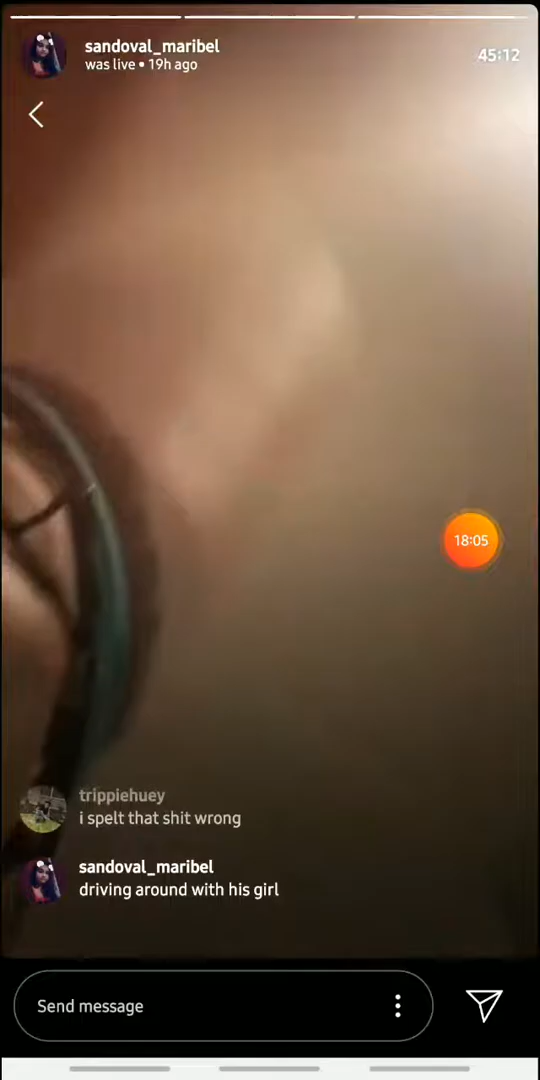 sandoval_maribel
was live • 19h ago
45:12
18:05
trippiehuey
i spelt that shit wrong
sandoval_maribel
driving around with his girl
Send message